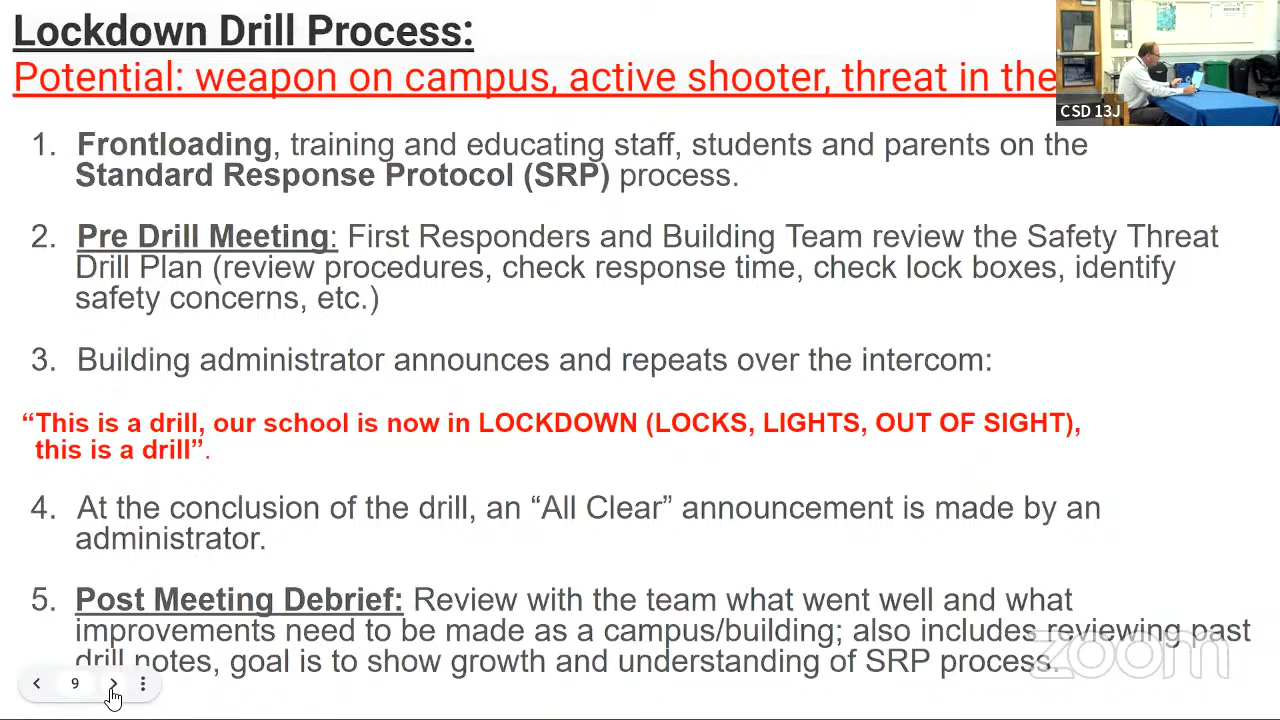 Lockdown Drill Process:
Potential: weapon on campus, active shooter, threat in the
CSD 13J
1. Frontloading, training and educating staff, students and parents on the
Standard Response Protocol (SRP) process.
2. Pre Drill Meeting: First Responders and Building Team review the Safety Threat
Drill Plan (review procedures, check response time, check lock boxes, identify
safety concerns, etc.)
3. Building administrator announces and repeats over the intercom:
“This is a drill, our school is now in LOCKDOWN (LOCKS, LIGHTS, OUT OF SIGHT),
this is a drill”.
4. At the conclusion of the drill, an “All Clear” announcement is made by an
administrator.
5. Post Meeting Debrief: Review with the team what went well and what
improvements need to be made as a campus/building; also includes reviewing past
drill notes, goal is to show growth and understanding of SRP process.
zoom
9